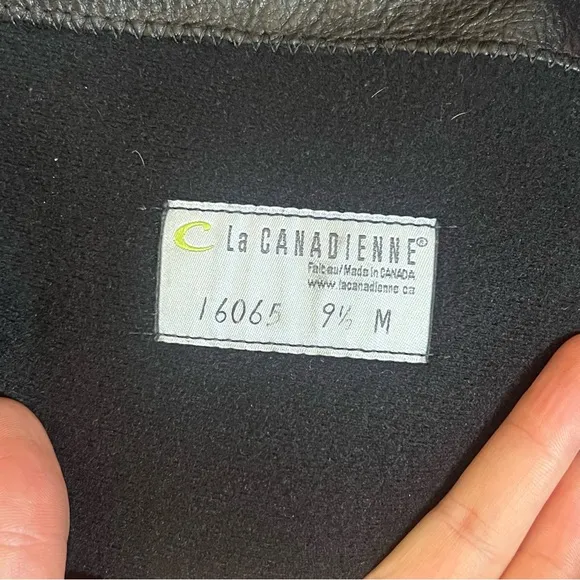 C La CANADIENNE®
Fait au/Made in CANADA
www.lacanadienne.ca
16065 9½ M